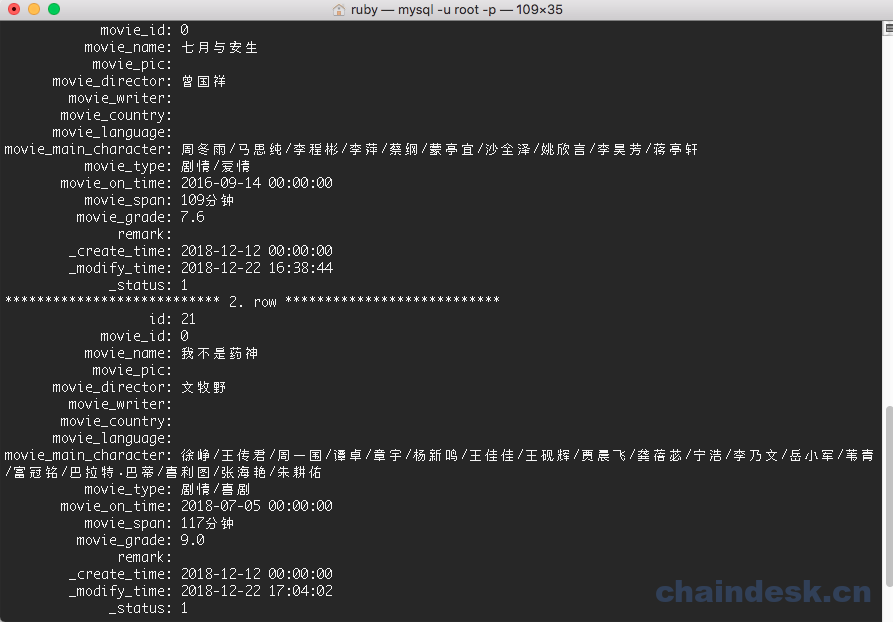 ruby — mysql -u root -p — 109×35
movie_id: 0
movie_name: 七月与安生
movie_pic:
movie_director: 曾国祥
movie_writer:
movie_country:
movie_language:
movie_main_character: 周冬雨/马思纯/李程彬/李萍/蔡纲/蒙亭宜/沙金泽/姚欣言/李昊芳/蒋亭轩
movie_type: 剧情/爱情
movie_on_time: 2016-09-14 00:00:00
movie_span: 109分钟
movie_grade: 7.6
remark:
_create_time: 2018-12-12 00:00:00
_modify_time: 2018-12-22 16:38:44
_status: 1
*************************** 2. row ***************************
id: 21
movie_id: 0
movie_name: 我不是药神
movie_pic:
movie_director: 文牧野
movie_writer:
movie_country:
movie_language:
movie_main_character: 徐峥/王传君/周一围/谭卓/章宇/杨新鸣/王佳佳/王砚辉/贾晨飞/龚蓓苾/宁浩/李乃文/岳小军/苇青
/富冠铭/巴拉特·巴蒂/喜利图/张海艳/朱耕佑
movie_type: 剧情/喜剧
movie_on_time: 2018-07-05 00:00:00
movie_span: 117分钟
movie_grade: 9.0
remark:
_create_time: 2018-12-12 00:00:00
_modify_time: 2018-12-22 17:04:02
_status: 1
chaindesk.cn